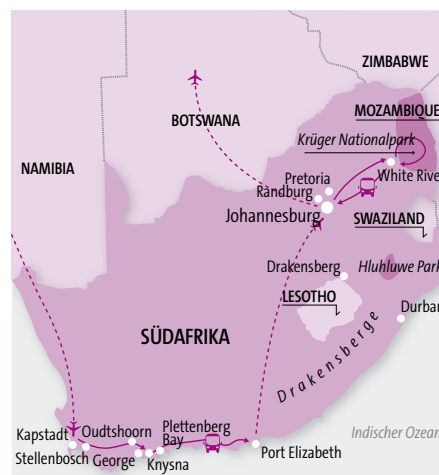 ZIMBABWE
MOZAMBIQUE
BOTSWANA
Krüger Nationalpark
NAMIBIA
White Rive
Pretoria
Randburg
Johannesburg
SWAZILAND
Drakensberg
Hluhluwe Park
LESOTHO
Durban
SÜDAFRIKA
Drakensberge
Plettenberg
Bay
Oudtshoorn
Kapstadt
Indischer Ozean
Stellenbosch
George
Knysna
Port Elizabeth